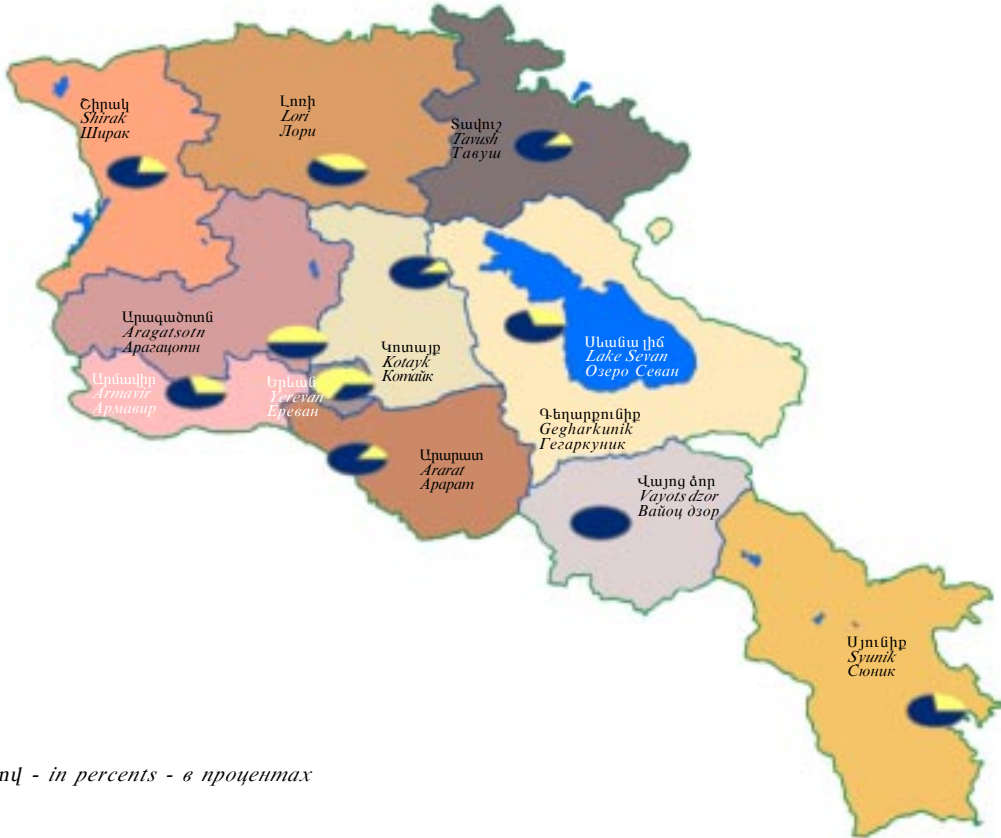 Շիրակ
Shirak
Ширак
Լոռի
Lori
Лори
Տավուշ
Tavush
Тавуш
Արագածոտն
Aragatsotn
Арагацотн
Կոտայք
Kotayk
Котайк
Սևանա լիճ
Lake Sevan
Озеро Севан
Արմավիր
Armavir
Армавир
Երևան
Yerevan
Ереван
Գեղարքունիք
Gegharkunik
Гегаркуник
Արարատ
Ararat
Арарат
Վայոց ձոր
Vayots dzor
Вайоц дзор
Սյունիք
Syunik
Сюник
ով - in percents - в процентах